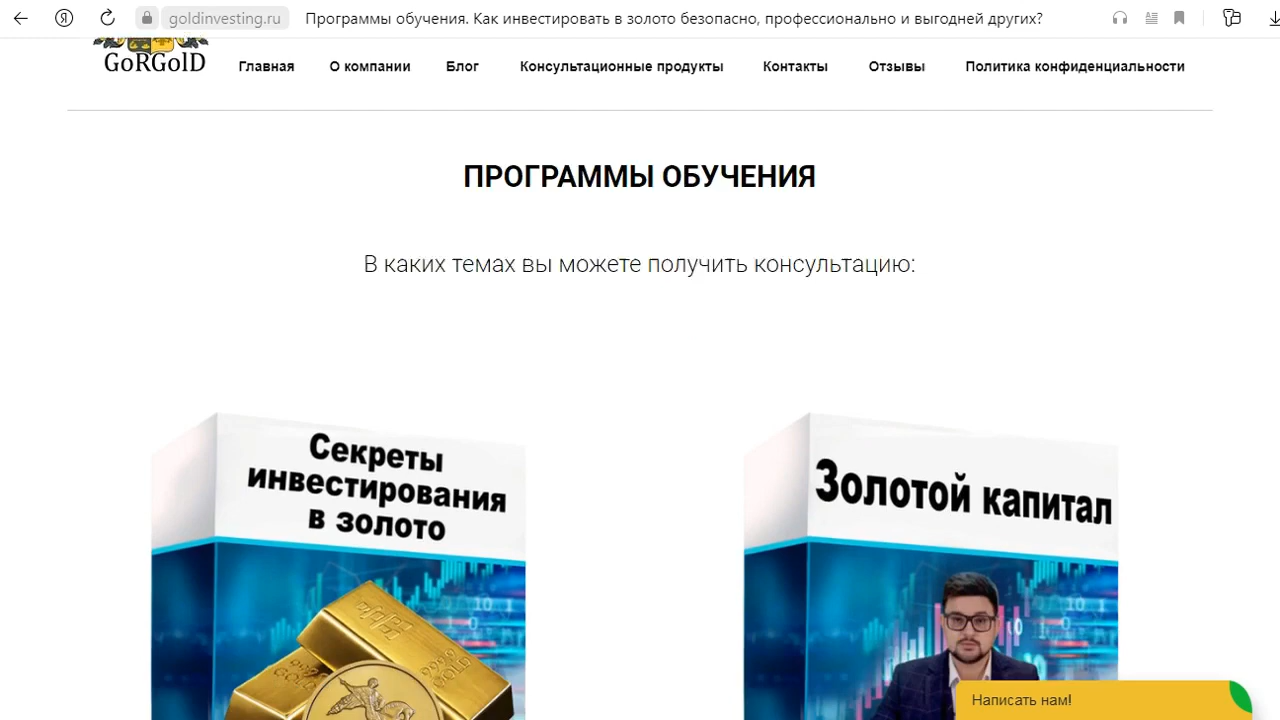 goldinvesting.ru
Программы обучения. Как инвестировать в золото безопасно, профессионально и выгодней других?
GoRGolD
Главная
О компании
Блог
Консультационные продукты
Контакты
Отзывы
Политика конфиденциальности
ПРОГРАММЫ ОБУЧЕНИЯ
В каких темах вы можете получить консультацию:
Секреты
инвестирования
в золото
Золотой капитал
Написать нам!